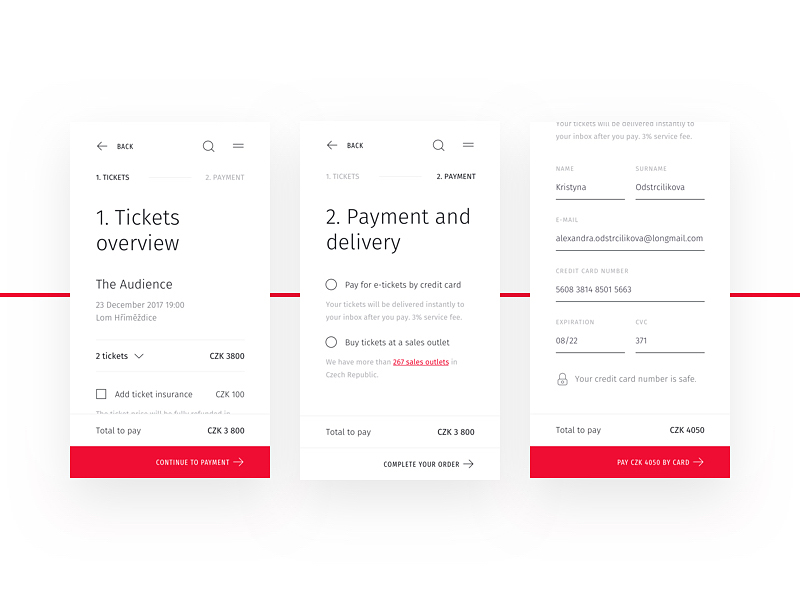 BACK
1. TICKETS
2. PAYMENT
1. Tickets
overview
The Audience
23 December 2017 19:00
Lom Hřiměždice
2 tickets
CZK 3800
Add ticket insurance
CZK 100
The ticket price will be fully refunded in
Total to pay
CZK 3 800
CONTINUE TO PAYMENT
BACK
1. TICKETS
2. PAYMENT
2. Payment and
delivery
Pay for e-tickets by credit card
Your tickets will be delivered instantly to
your inbox after you pay. 3% service fee.
Buy tickets at a sales outlet
We have more than 267 sales outlets in
Czech Republic.
Total to pay
CZK 3 800
COMPLETE YOUR ORDER
Your tickets will be delivered instantly to
your inbox after you pay. 3% service fee.
NAME
SURNAME
Kristyna
Odstrcilikova
E-MAIL
alexandra.odstrcilikova@longmail.com
CREDIT CARD NUMBER
5608 3814 8501 5663
EXPIRATION
CVC
08/22
371
Your credit card number is safe.
Total to pay
CZK 4050
PAY CZK 4050 BY CARD